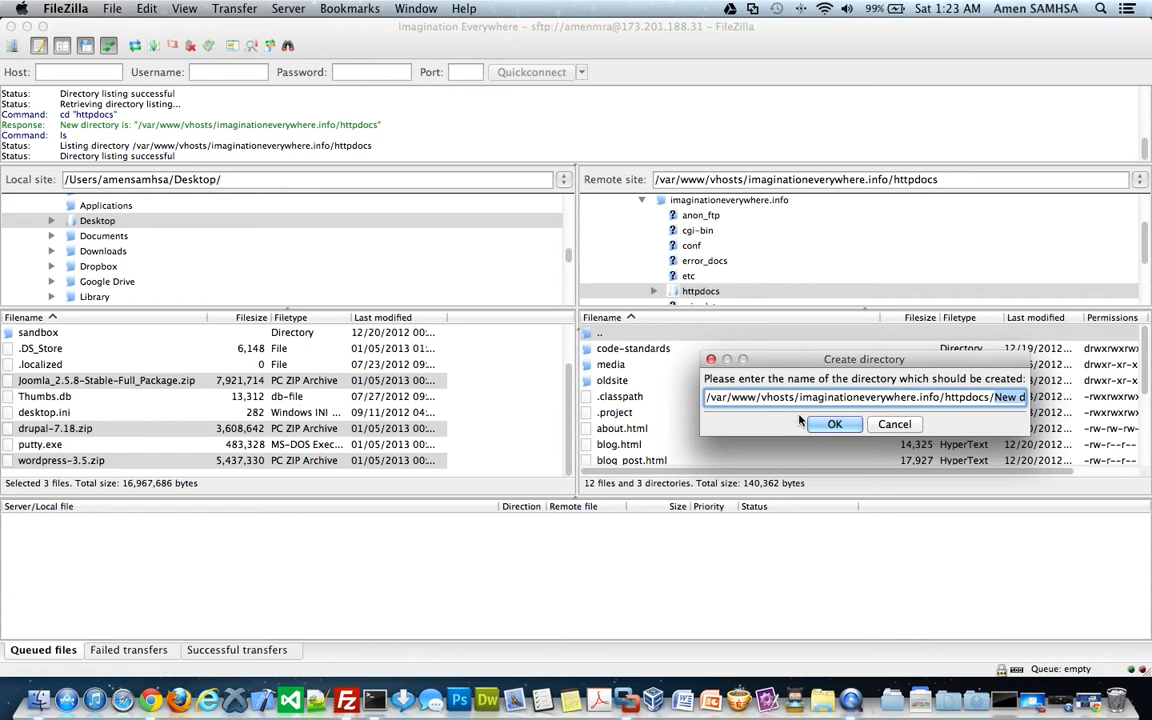 FileZilla File Edit View Transfer Server Bookmarks Window Help 99% Sat 1:23 AM Amen SAMHSA
Imagination Everywhere - sftp://amenmra@173.201.188.31 - FileZilla
Host: Username: Password: Port: Quickconnect
Status: Directory listing successful
Status: Retrieving directory listing...
Command: cd "httpdocs"
Response: New directory is: "/var/www/vhosts/imaginationeverywhere.info/httpdocs"
Command: ls
Status: Listing directory /var/www/vhosts/imaginationeverywhere.info/httpdocs
Status: Directory listing successful
Local site: /Users/amensamhsa/Desktop/
Applications
Desktop
Documents
Downloads
Dropbox
Google Drive
Library
Remote site: /var/www/vhosts/imaginationeverywhere.info/httpdocs
imaginationeverywhere.info
anon_ftp
cgi-bin
conf
error_docs
etc
httpdocs
Filename Filesize Filetype Last modified
sandbox Directory 12/20/2012 00:...
.DS_Store 6,148 File 01/05/2013 01:...
.localized 0 File 07/23/2012 09:...
Joomla_2.5.8-Stable-Full_Package.zip 7,921,714 PC ZIP Archive 01/05/2013 00:...
Thumbs.db 13,312 db-file 07/27/2012 09:...
desktop.ini 282 Windows INI ... 09/11/2012 04:...
drupal-7.18.zip 3,608,642 PC ZIP Archive 01/05/2013 00:...
putty.exe 483,328 MS-DOS Exec... 01/05/2013 00:...
wordpress-3.5.zip 5,437,330 PC ZIP Archive 01/05/2013 00:...
Selected 3 files. Total size: 16,967,686 bytes
Filename Filesize Filetype Last modified Permissions
..
code-standards Directory 12/19/2012... drwxrwxrwx
media
oldsite
.classpath
.project
about.html
blog.html 14,325 HyperText 12/20/2012... -rw-r--r--
blog_post.html 17,927 HyperText 12/20/2012... -rw-r--r--
12 files and 3 directories. Total size: 140,362 bytes
Create directory
Please enter the name of the directory which should be created:
/var/www/vhosts/imaginationeverywhere.info/httpdocs/New d
OK Cancel
Server/Local file Direction Remote file Size Priority Status
Queued files Failed transfers Successful transfers
Queue: empty